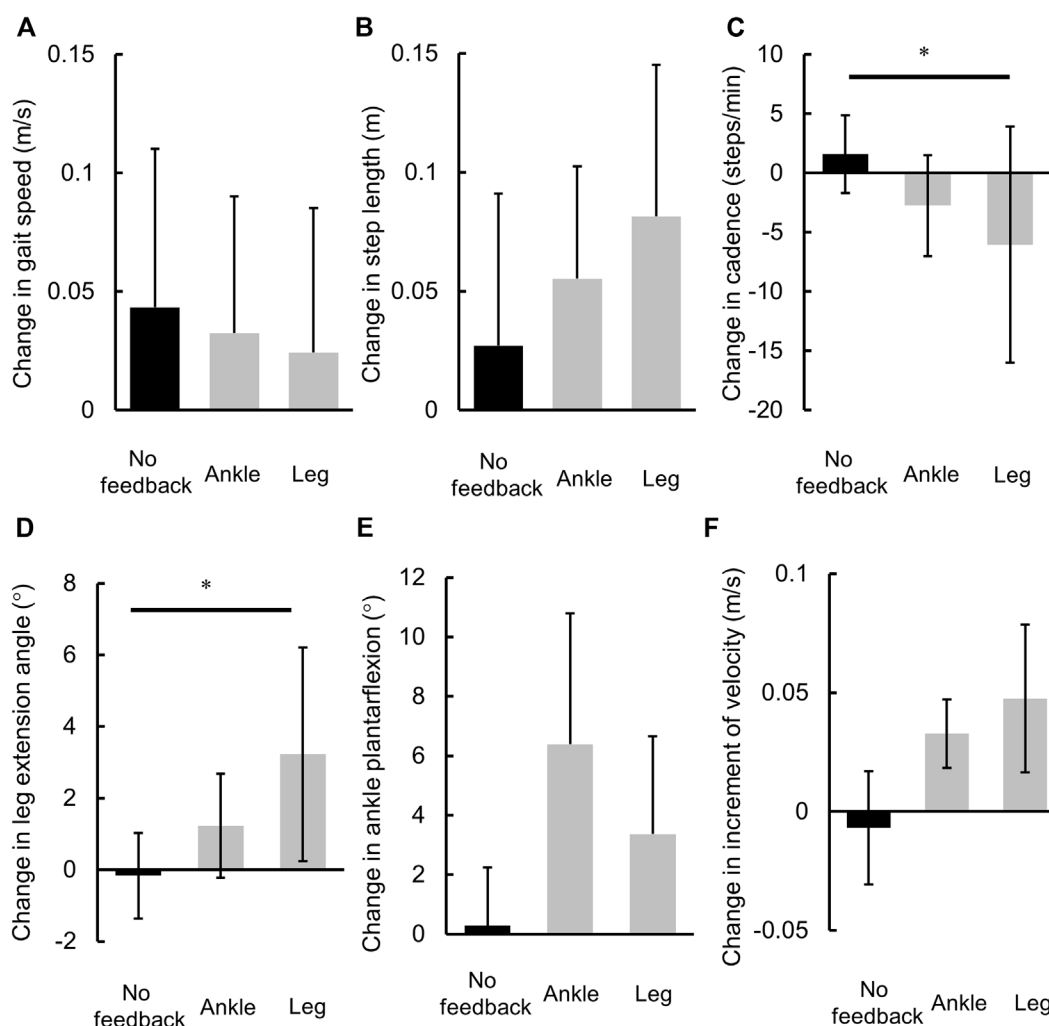 A
Change in gait speed (m/s)
0.15
0.1
0.05
0
No
feedback
Ankle
Leg
B
Change in step length (m)
0.15
0.1
0.05
0
No
feedback
Ankle
Leg
C
Change in cadence (steps/min)
10
5
0
-5
-10
-15
-20
*
No
feedback
Ankle
Leg
D
Change in leg extension angle (°)
8
6
4
2
0
-2
*
No
feedback
Ankle
Leg
E
Change in ankle plantarflexion (°)
12
10
8
6
4
2
0
No
feedback
Ankle
Leg
F
Change in increment of velocity (m/s)
0.1
0.05
0
-0.05
No
feedback
Ankle
Leg